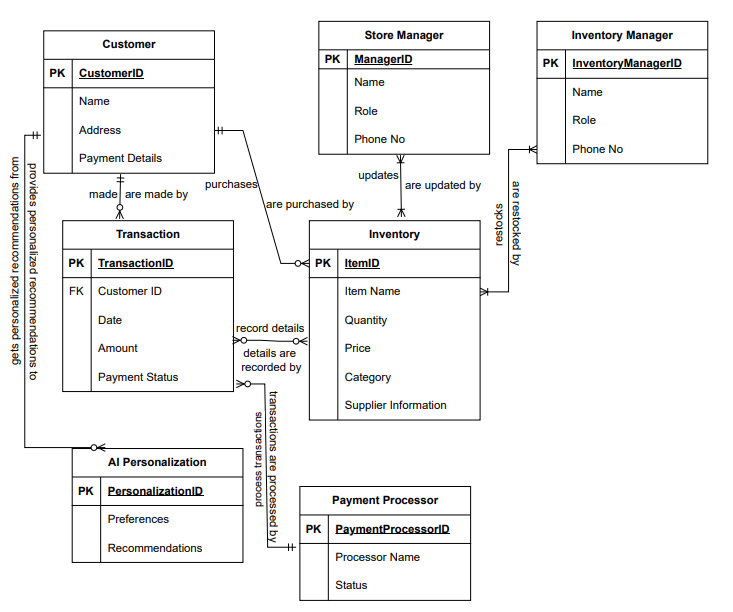 Customer
PK CustomerID
Name
Address
Payment Details
Store Manager
PK ManagerID
Name
Role
Phone No
Inventory Manager
PK InventoryManagerID
Name
Role
Phone No
made
are made by
purchases
are purchased by
updates
are updated by
restocks
are restocked by
gets personalized recommendations from
provides personalized recommendations to
Transaction
PK TransactionID
FK Customer ID
Date
Amount
Payment Status
Inventory
PK ItemID
Item Name
Quantity
Price
Category
Supplier Information
record details
details are
recorded by
process transactions
transactions are processed by
AI Personalization
PK PersonalizationID
Preferences
Recommendations
Payment Processor
PK PaymentProcessorID
Processor Name
Status